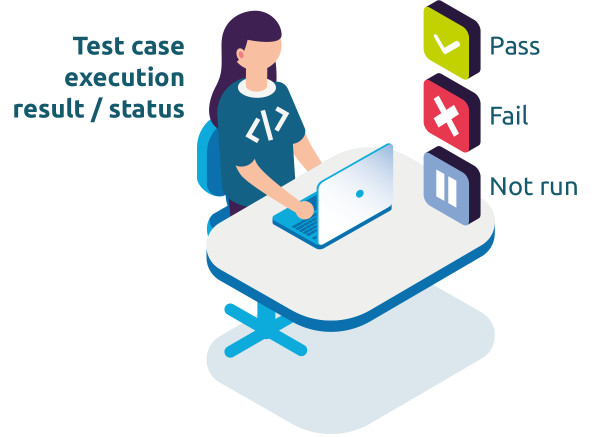 Test case
execution
result / status
Pass
Fail
Not run